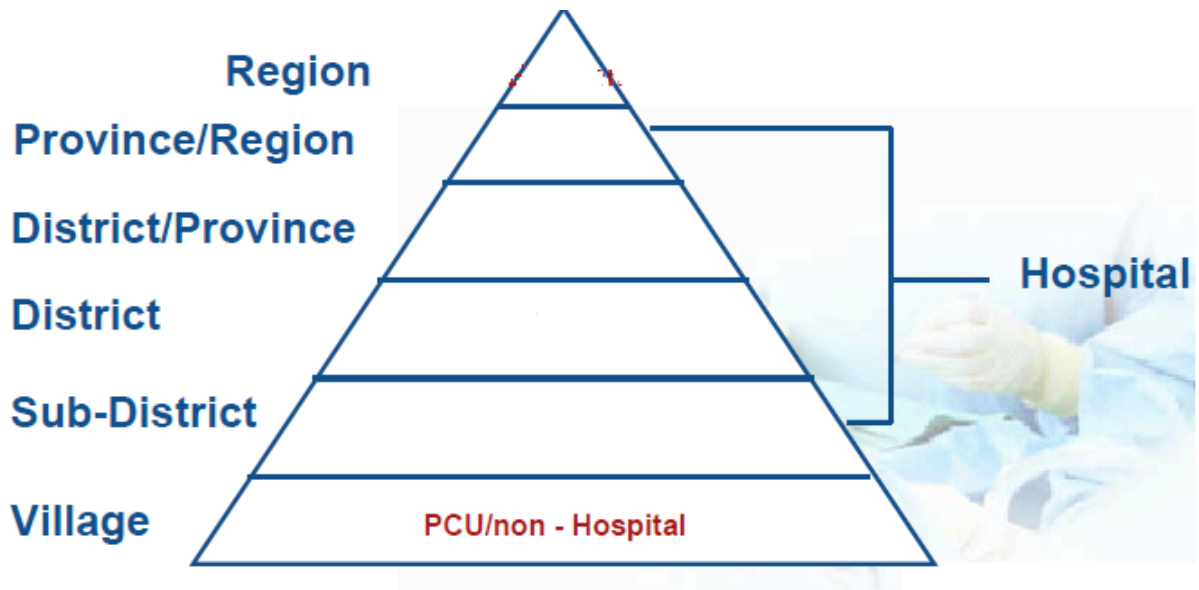 Region
Province/Region
District/Province
Hospital
District
Sub-District
Village
PCU/non - Hospital